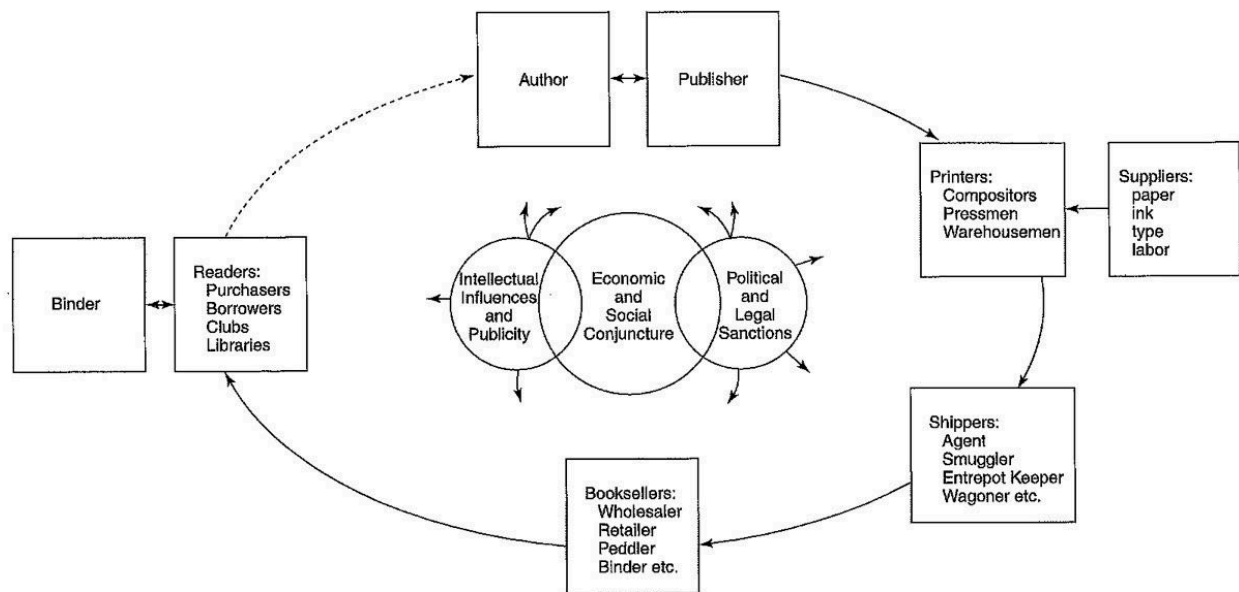 Author
Publisher
Printers:
Compositors
Pressmen
Warehousemen
Suppliers:
paper
ink
type
labor
Shippers:
Agent
Smuggler
Entrepot Keeper
Wagoner etc.
Booksellers:
Wholesaler
Retailer
Peddler
Binder etc.
Readers:
Purchasers
Borrowers
Clubs
Libraries
Binder
Intellectual
Influences
and
Publicity
Economic
and
Social
Conjuncture
Political
and
Legal
Sanctions